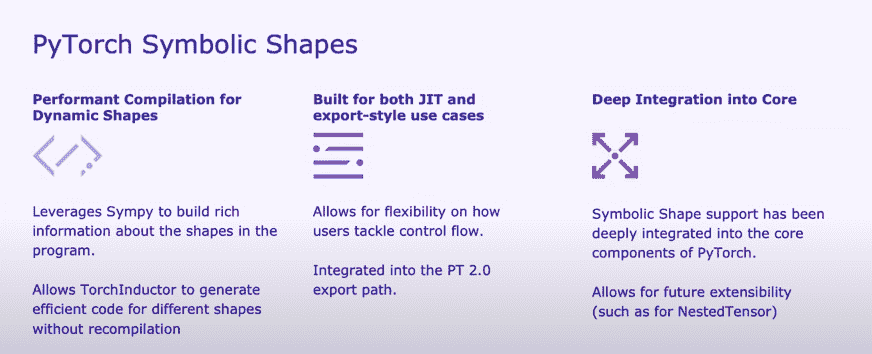 PyTorch Symbolic Shapes
Performant Compilation for
Dynamic Shapes
Leverages Sympy to build rich
information about the shapes in the
program.
Allows TorchInductor to generate
efficient code for different shapes
without recompilation
Built for both JIT and
export-style use cases
Allows for flexibility on how
users tackle control flow.
Integrated into the PT 2.0
export path.
Deep Integration into Core
Symbolic Shape support has been
deeply integrated into the core
components of PyTorch.
Allows for future extensibility
(such as for NestedTensor)